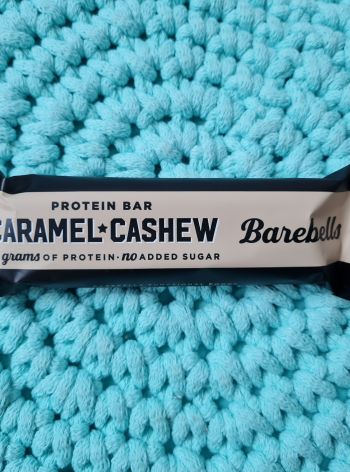 PROTEIN BAR
CARAMEL★CASHEW
Barebells
grams OF PROTEIN · no ADDED SUGAR